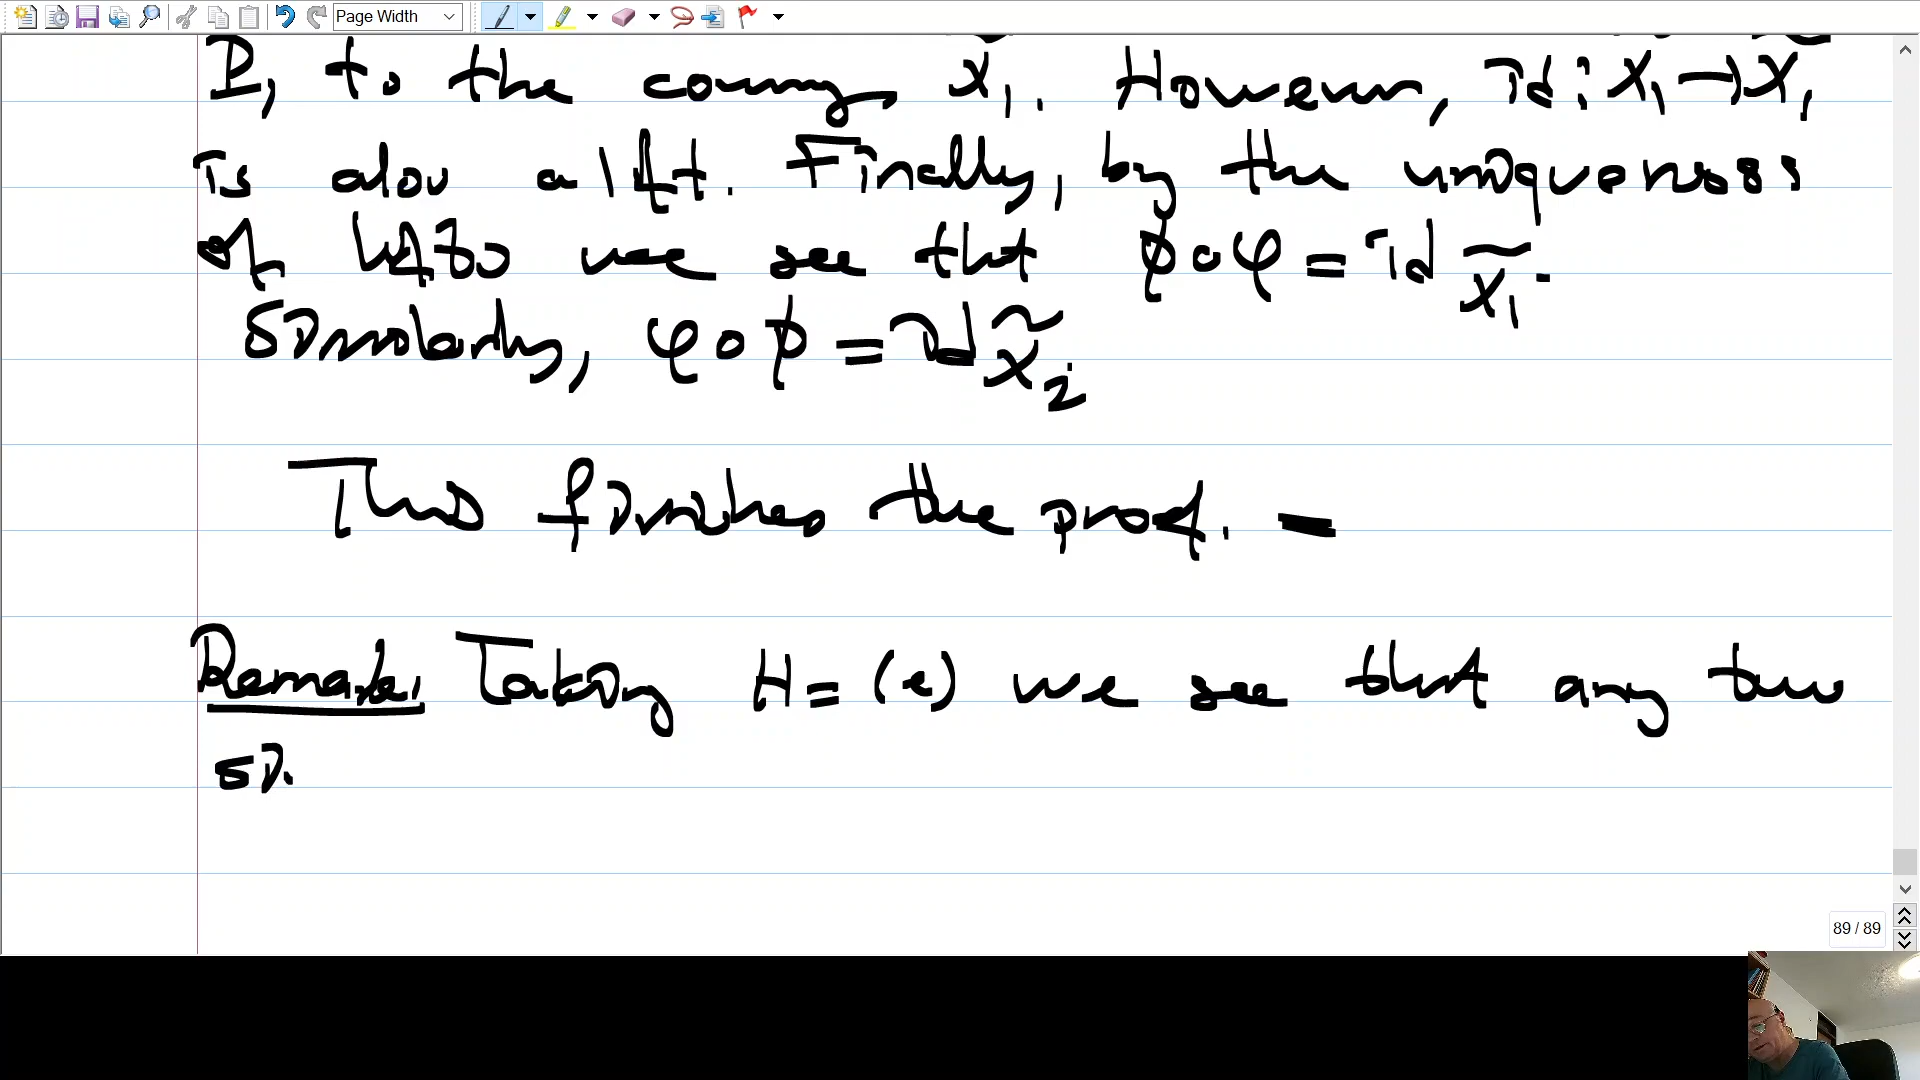 Page Width
P, to the covering X̃₁. However, id: X̃₁→X̃₁
is also a lift. Finally, by the uniqueness
of lifts we see that ϕ∘φ = id X̃₁.
Similarly, φ∘ϕ = id X̃₂
This finishes the proof.
Remark: Taking H = (e) we see that any two
si
89 / 89